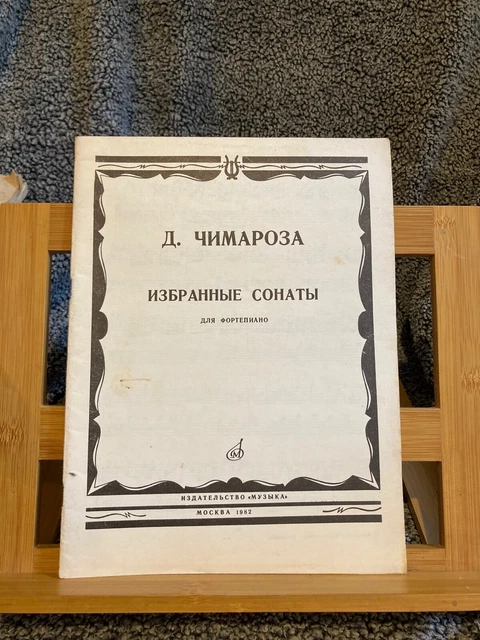 Д. ЧИМАРОЗА
ИЗБРАННЫЕ СОНАТЫ
ДЛЯ ФОРТЕПИАНО
ИЗДАТЕЛЬСТВО «МУЗЫКА»
МОСКВА 1982